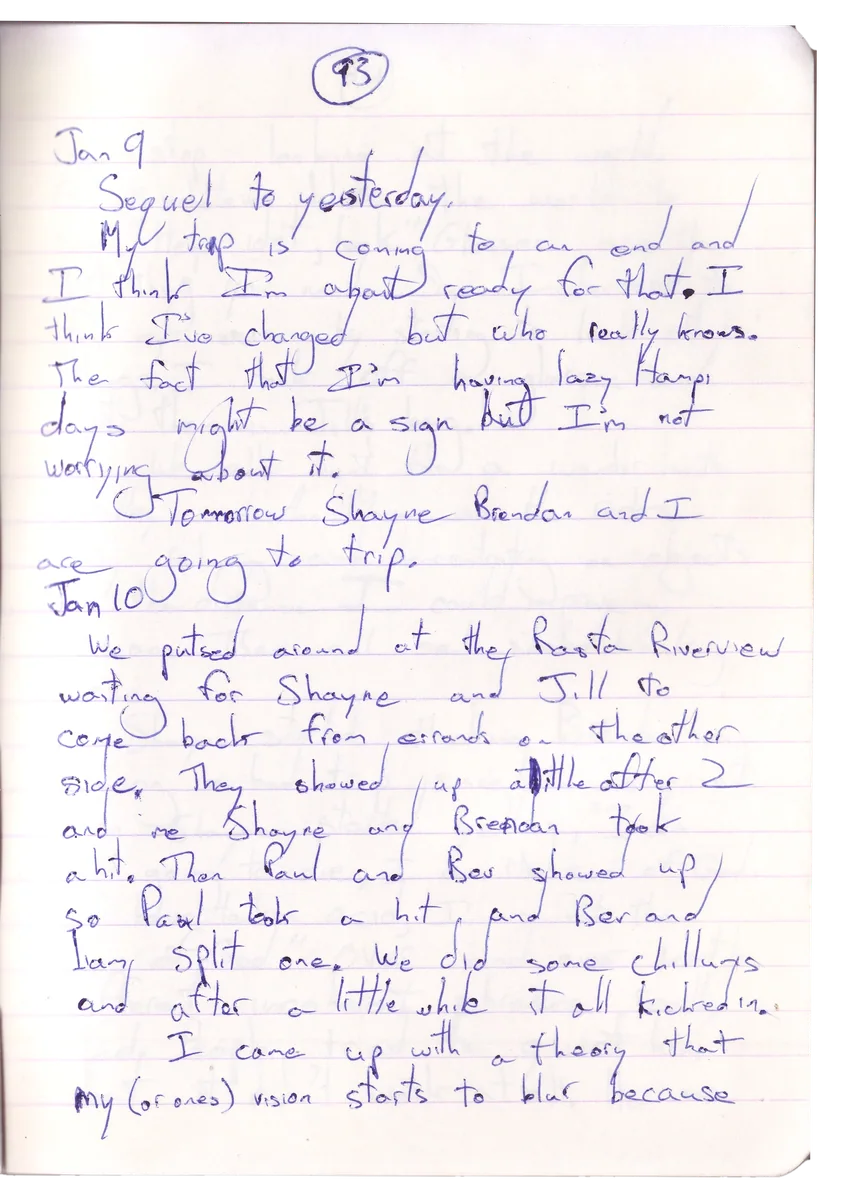 93
Jan 9
Sequel to yesterday.
My trip is coming to an end and
I think I'm about ready for that. I
think I've changed but who really knows.
The fact that I'm having lazy Hampi
days might be a sign but I'm not
worrying about it.
Tomorrow Shayne Brendan and I
are going to trip.
Jan 10
We putsed around at the Rasta Riverview
waiting for Shayne and Jill to
come back from errands on the other
side. They showed up a little after 2
and me Shayne and Brendan took
a hit. Then Paul and Bev showed up
so Paul took a hit, and Bev and
split one. We did some chillums
and after a little while it all kicked in.
I came up with a theory that
my (or ones) vision starts to blur because